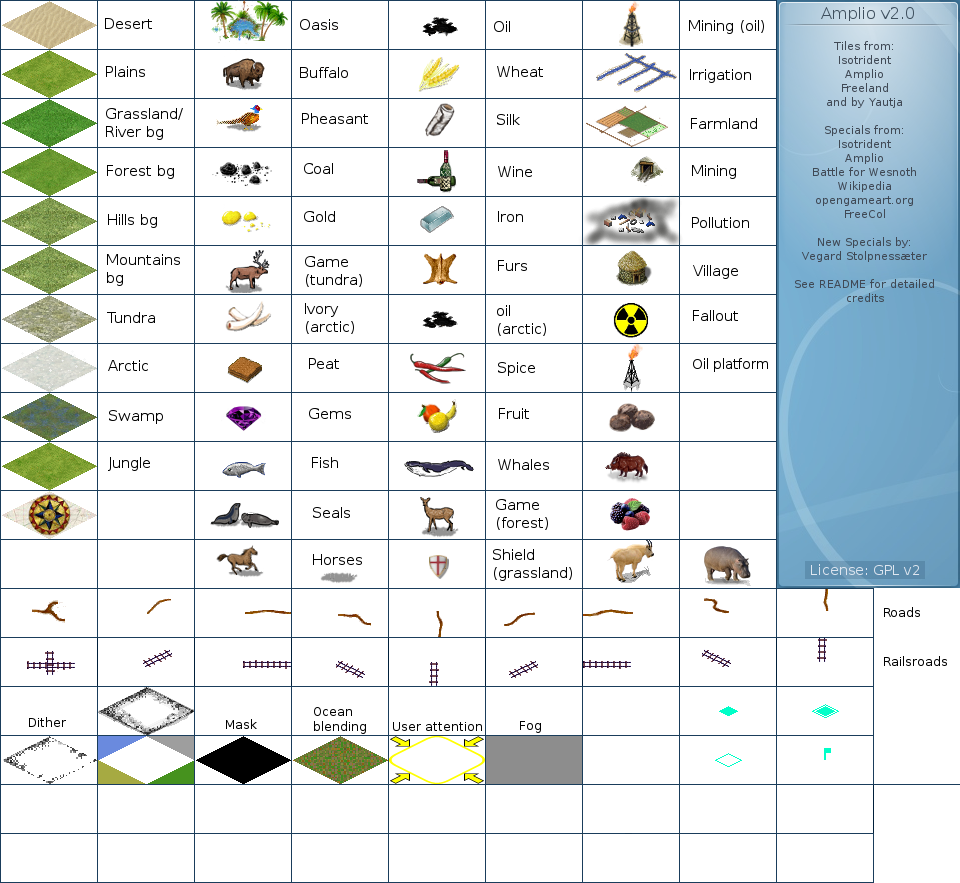 Desert
Oasis
Oil
Mining (oil)
Plains
Buffalo
Wheat
Irrigation
Grassland/
River bg
Pheasant
Silk
Farmland
Forest bg
Coal
Wine
Mining
Hills bg
Gold
Iron
Pollution
Mountains
bg
Game
(tundra)
Furs
Village
Tundra
Ivory
(arctic)
oil
(arctic)
Fallout
Arctic
Peat
Spice
Oil platform
Swamp
Gems
Fruit
Jungle
Fish
Whales
Seals
Game
(forest)
Horses
Shield
(grassland)
Amplio v2.0
Tiles from:
Isotrident
Amplio
Freeland
and by Yautja
Specials from:
Isotrident
Amplio
Battle for Wesnoth
Wikipedia
opengameart.org
FreeCol
New Specials by:
Vegard Stolpnessæter
See README for detailed
credits
License: GPL v2
Roads
Railsroads
Dither
Mask
Ocean
blending
User attention
Fog